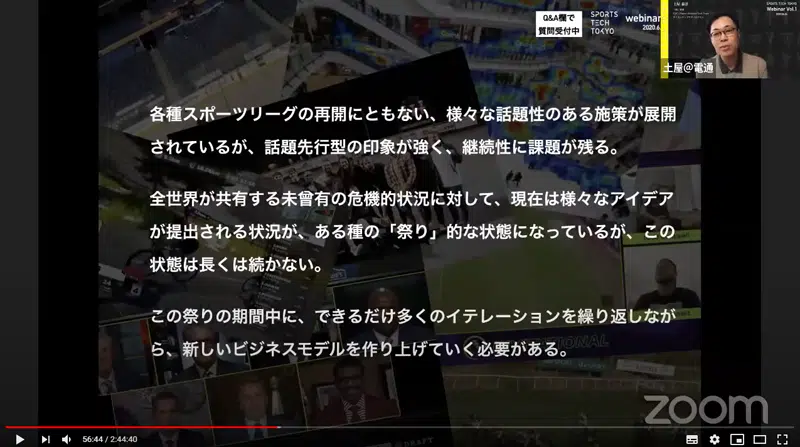 Q&A欄で
質問受付中
SPORTS
TECH
TOKYO
webinar
2020.6
Webinar Vol.1
土屋@電通
各種スポーツリーグの再開にともない、様々な話題性のある施策が展開
されているが、話題先行型の印象が強く、継続性に課題が残る。
全世界が共有する未曾有の危機的状況に対して、現在は様々なアイデア
が提出される状況が、ある種の「祭り」的な状態になっているが、この
状態は長くは続かない。
この祭りの期間中に、できるだけ多くのイテレーションを繰り返しなが
ら、新しいビジネスモデルを作り上げていく必要がある。
zoom
56:44 / 2:44:40